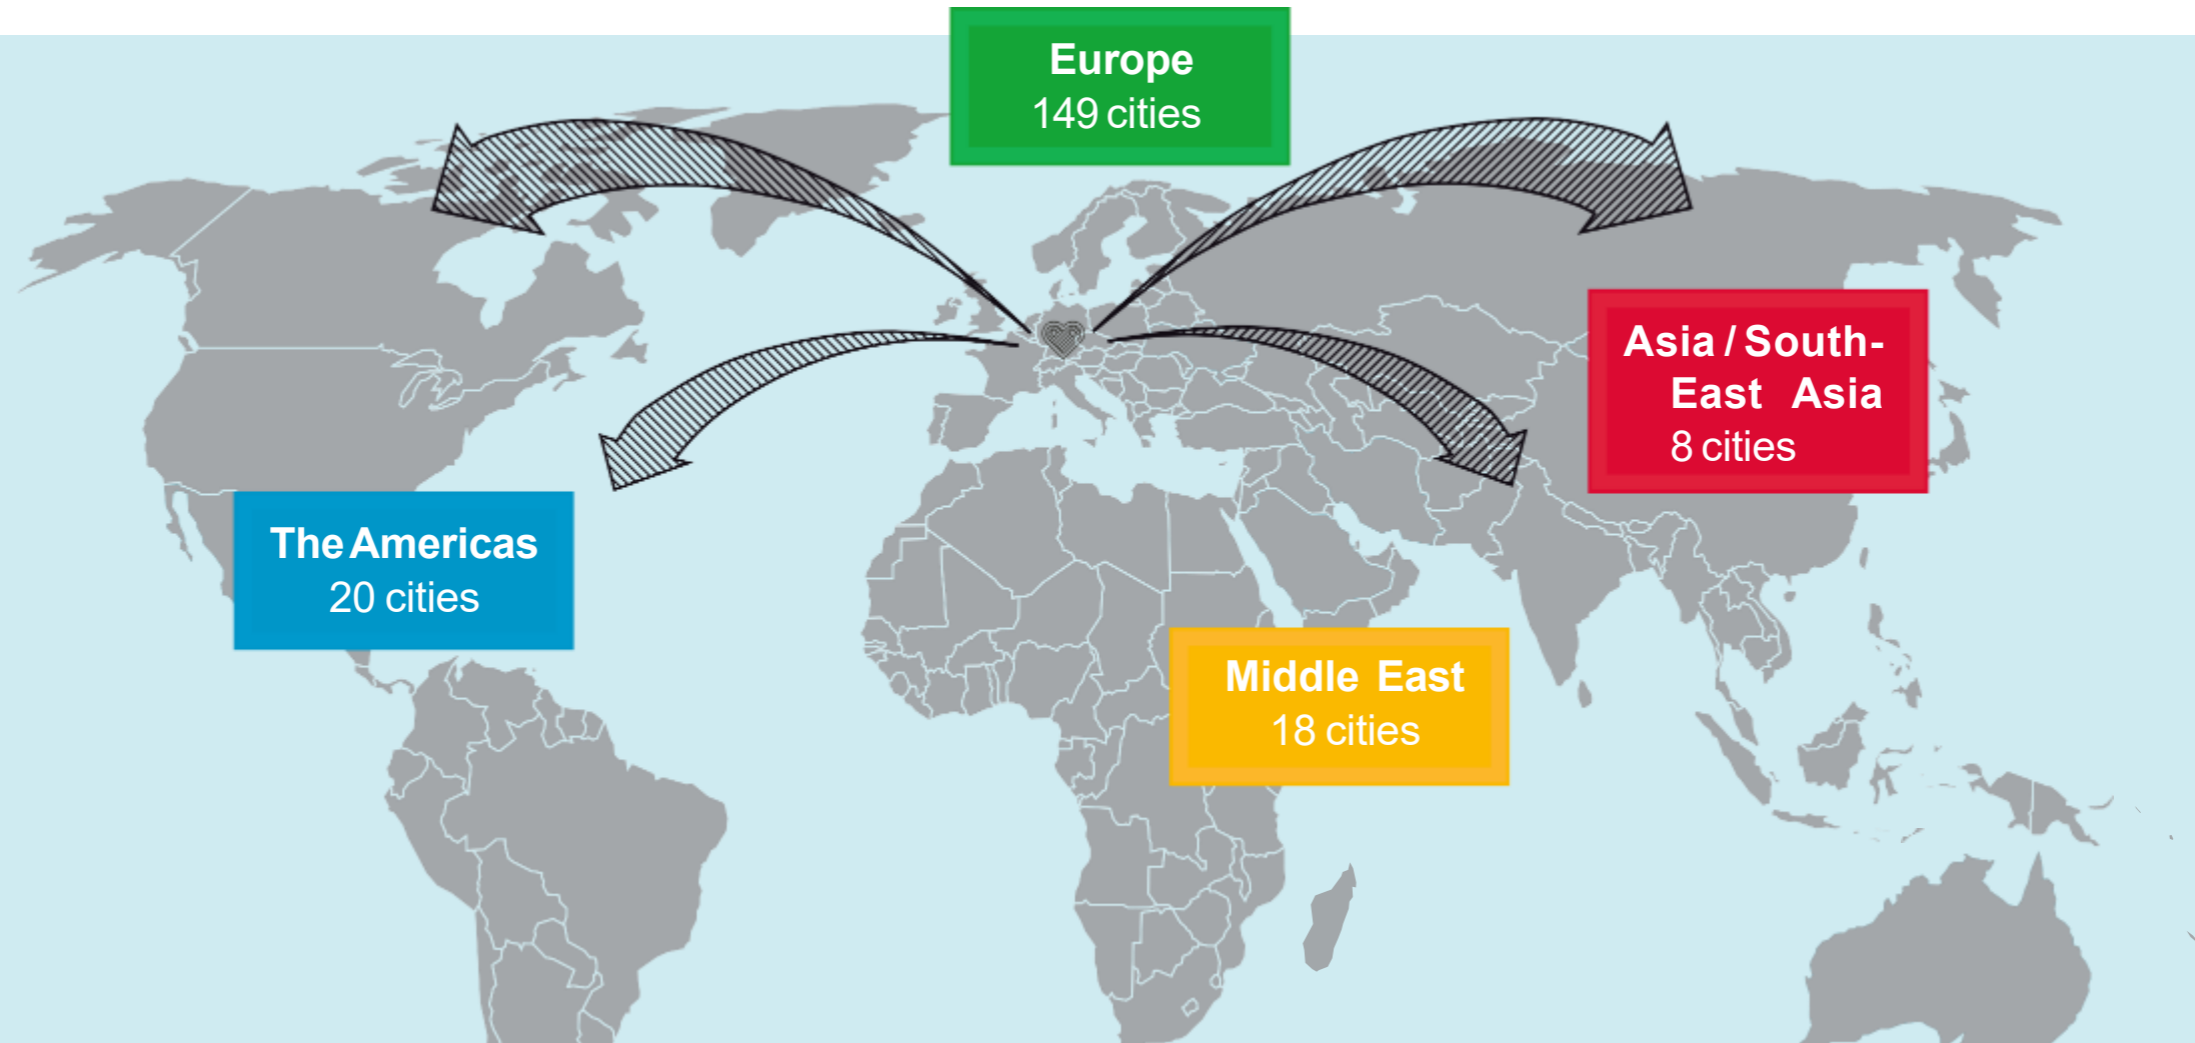 Europe
149 cities
Asia / South-
East Asia
8 cities
The Americas
20 cities
Middle East
18 cities